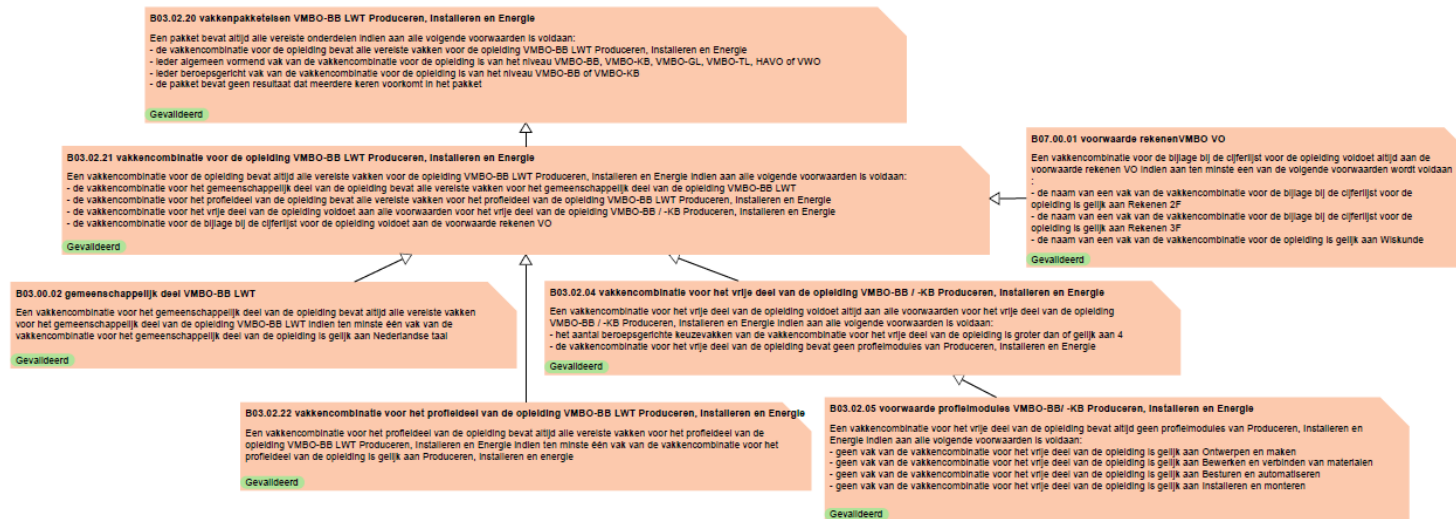 B03.02.20 vakkenpakketeisen VMBO-BB LWT Produceren, Installeren en Energie
Een pakket bevat altijd alle vereiste onderdelen indien aan alle volgende voorwaarden is voldaan:
- de vakkencombinatie voor de opleiding bevat alle vereiste vakken voor de opleiding VMBO-BB LWT Produceren, Installeren en Energie
- ieder algemeen vormend vak van de vakkencombinatie voor de opleiding is van het niveau VMBO-BB, VMBO-KB, VMBO-GL, VMBO-TL, HAVO of VWO
- ieder beroepsgericht vak van de vakkencombinatie voor de opleiding is van het niveau VMBO-BB of VMBO-KB
- de pakket bevat geen resultaat dat meerdere keren voorkomt in het pakket
Gevalideerd
B03.02.21 vakkencombinatie voor de opleiding VMBO-BB LWT Produceren, Installeren en Energie
Een vakkencombinatie voor de opleiding bevat altijd alle vereiste vakken voor de opleiding VMBO-BB LWT Produceren, Installeren en Energie indien aan alle volgende voorwaarden is voldaan:
- de vakkencombinatie voor het gemeenschappelijk deel van de opleiding bevat alle vereiste vakken voor het gemeenschappelijk deel van de opleiding VMBO-BB LWT
- de vakkencombinatie voor het profieldeel van de opleiding bevat alle vereiste vakken voor het profieldeel van de opleiding VMBO-BB LWT Produceren, Installeren en Energie
- de vakkencombinatie voor het vrije deel van de opleiding voldoet aan alle voorwaarden voor het vrije deel van de opleiding VMBO-BB / -KB Produceren, Installeren en Energie
- de vakkencombinatie voor de bijlage bij de cijferlijst voor de opleiding voldoet aan de voorwaarde rekenen VO
Gevalideerd
B07.00.01 voorwaarde rekenenVMBO VO
Een vakkencombinatie voor de bijlage bij de cijferlijst voor de opleiding voldoet altijd aan de
voorwaarde rekenen VO indien aan ten minste een van de volgende voorwaarden wordt voldaan
:
- de naam van een vak van de vakkencombinatie voor de bijlage bij de cijferlijst voor de
opleiding is gelijk aan Rekenen 2F
- de naam van een vak van de vakkencombinatie voor de bijlage bij de cijferlijst voor de
opleiding is gelijk aan Rekenen 3F
- de naam van een vak van de vakkencombinatie voor de opleiding is gelijk aan Wiskunde
Gevalideerd
B03.00.02 gemeenschappelijk deel VMBO-BB LWT
Een vakkencombinatie voor het gemeenschappelijk deel van de opleiding bevat altijd alle vereiste vakken
voor het gemeenschappelijk deel van de opleiding VMBO-BB LWT indien ten minste één vak van de
vakkencombinatie voor het gemeenschappelijk deel van de opleiding is gelijk aan Nederlandse taal
Gevalideerd
B03.02.04 vakkencombinatie voor het vrije deel van de opleiding VMBO-BB / -KB Produceren, Installeren en Energie
Een vakkencombinatie voor het vrije deel van de opleiding voldoet altijd aan alle voorwaarden voor het vrije deel van de opleiding
VMBO-BB / -KB Produceren, Installeren en Energie indien aan alle volgende voorwaarden is voldaan:
- het aantal beroepsgerichte keuzevakken van de vakkencombinatie voor het vrije deel van de opleiding is groter dan of gelijk aan 4
- de vakkencombinatie voor het vrije deel van de opleiding bevat geen profielmodules van Produceren, Installeren en Energie
Gevalideerd
B03.02.22 vakkencombinatie voor het profieldeel van de opleiding VMBO-BB LWT Produceren, Installeren en Energie
Een vakkencombinatie voor het profieldeel van de opleiding bevat altijd alle vereiste vakken voor het profieldeel van de
opleiding VMBO-BB LWT Produceren, Installeren en Energie indien ten minste één vak van de vakkencombinatie voor het
profieldeel van de opleiding is gelijk aan Produceren, installeren en energie
Gevalideerd
B03.02.05 voorwaarde profielmodules VMBO-BB/ -KB Produceren, Installeren en Energie
Een vakkencombinatie voor het vrije deel van de opleiding bevat altijd geen profielmodules van Produceren, Installeren en
Energie indien aan alle volgende voorwaarden is voldaan:
- geen vak van de vakkencombinatie voor het vrije deel van de opleiding is gelijk aan Ontwerpen en maken
- geen vak van de vakkencombinatie voor het vrije deel van de opleiding is gelijk aan Bewerken en verbinden van materialen
- geen vak van de vakkencombinatie voor het vrije deel van de opleiding is gelijk aan Besturen en automatiseren
- geen vak van de vakkencombinatie voor het vrije deel van de opleiding is gelijk aan Installeren en monteren
Gevalideerd